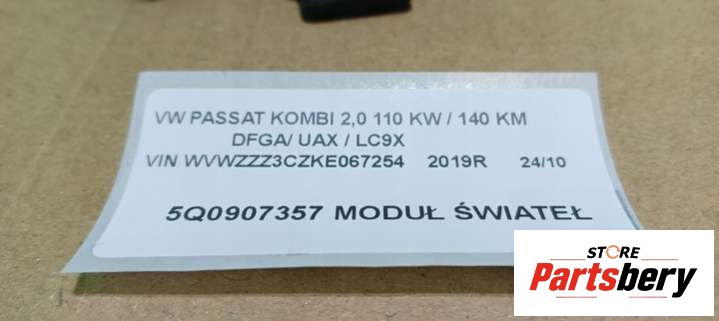 VW PASSAT KOMBI 2,0 110 KW / 140 KM
DFGA/ UAX / LC9X
VIN WVWZZZ3CZKE067254 2019R 24/10
5Q0907357 MODUŁ ŚWIATEŁ
STORE
Partsbery